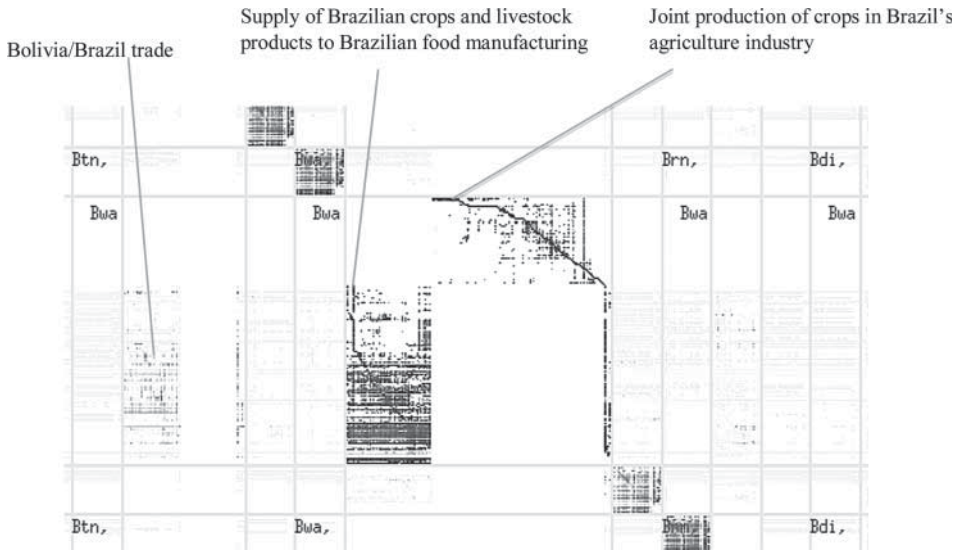 Supply of Brazilian crops and livestock
products to Brazilian food manufacturing
Joint production of crops in Brazil's
agriculture industry
Bolivia/Brazil trade
Btn, Bwa, Brn, Bdi,
Bwa Bwa Bwa Bwa
Btn, Bwa, Brn, Bdi,